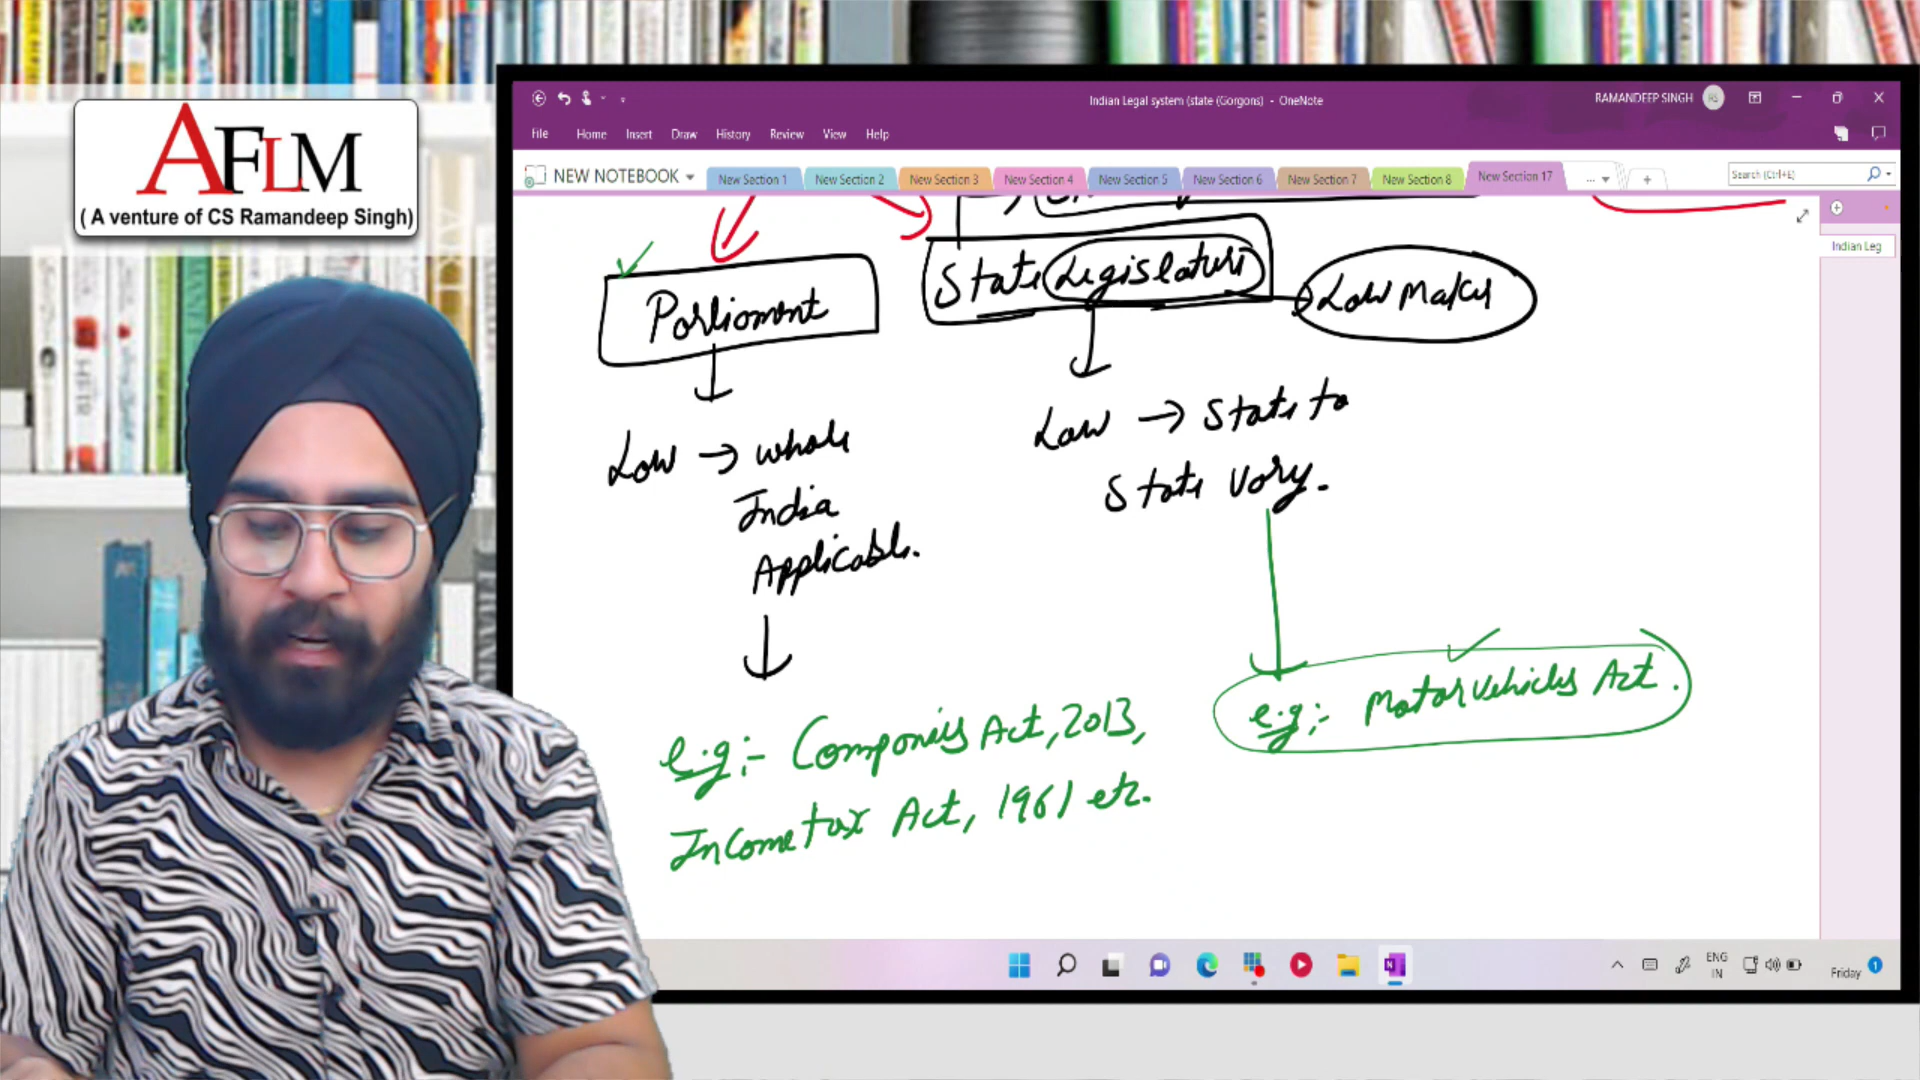 AFLM
( A venture of CS Ramandeep Singh)
Indian Legal system (state (Gorgons) - OneNote
RAMANDEEP SINGH
RS
File Home Insert Draw History Review View Help
NEW NOTEBOOK
New Section 1
New Section 2
New Section 3
New Section 4
New Section 5
New Section 6
New Section 7
New Section 8
New Section 17
...
Search (Ctrl+E)
Indian Leg
Parliament
State Legislature
Law Maker
Law → whole
India
Applicable.
Law → State to
State Vary.
e.g:- Companies Act, 2013,
Income tax Act, 1961 etc.
e.g:- Motor Vehicles Act.
ENG
IN
Friday
1